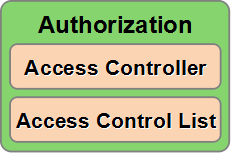 Authorization
Access Controller
Access Control List